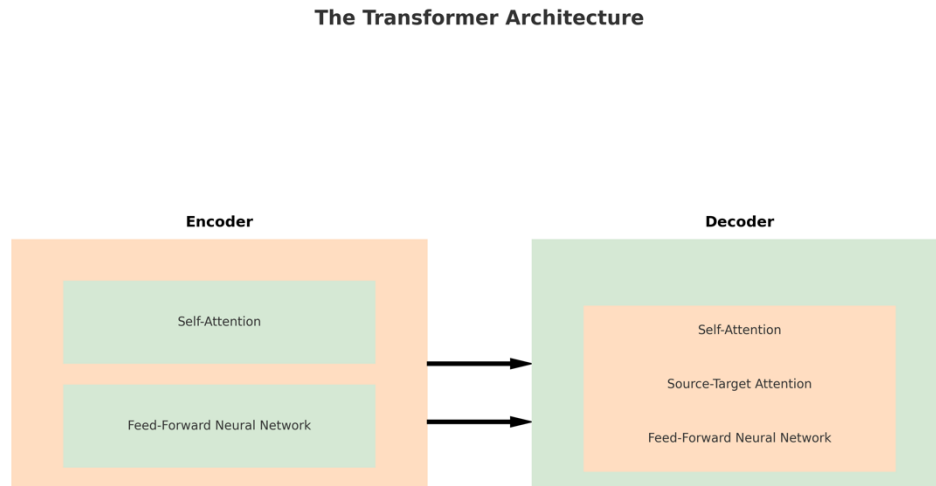 The Transformer Architecture
Encoder
Self-Attention
Feed-Forward Neural Network
Decoder
Self-Attention
Source-Target Attention
Feed-Forward Neural Network